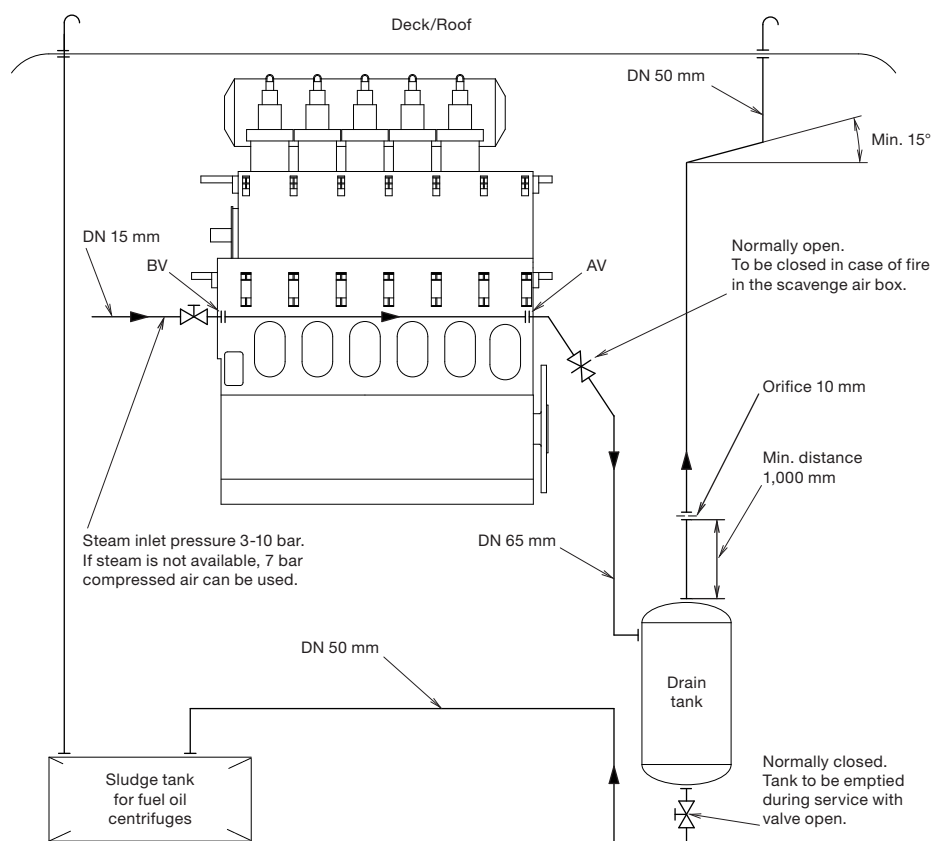 Deck/Roof
DN 50 mm
Min. 15°
DN 15 mm
BV
AV
Normally open.
To be closed in case of fire
in the scavenge air box.
Orifice 10 mm
Min. distance
1,000 mm
Steam inlet pressure 3-10 bar.
If steam is not available, 7 bar
compressed air can be used.
DN 65 mm
DN 50 mm
Drain
tank
Sludge tank
for fuel oil
centrifuges
Normally closed.
Tank to be emptied
during service with
valve open.